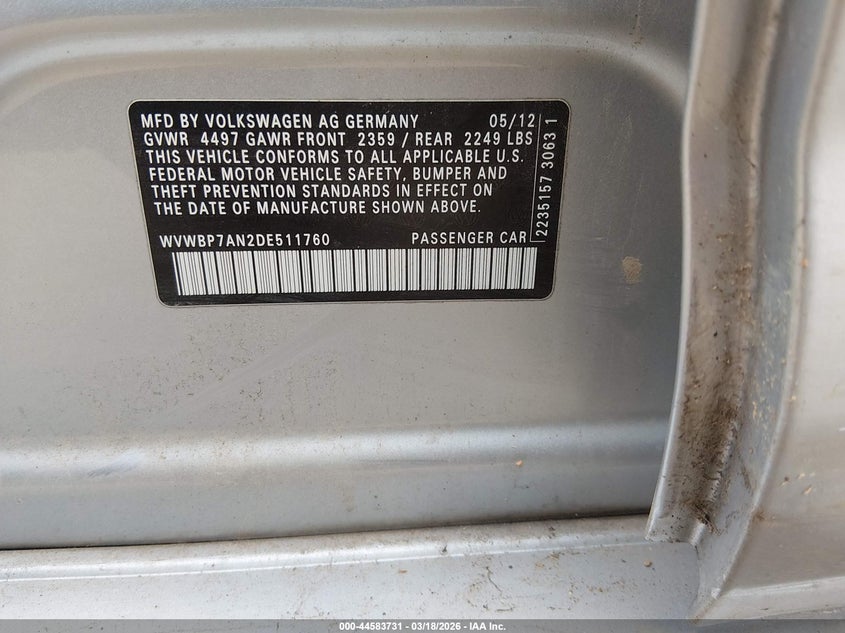 MFD BY VOLKSWAGEN AG GERMANY 05/12
GVWR 4497 GAWR FRONT 2359 / REAR 2249 LBS
THIS VEHICLE CONFORMS TO ALL APPLICABLE U.S.
FEDERAL MOTOR VEHICLE SAFETY, BUMPER AND
THEFT PREVENTION STANDARDS IN EFFECT ON
THE DATE OF MANUFACTURE SHOWN ABOVE.
WVWBP7AN2DE511760 PASSENGER CAR
2235157 3063 1
000-44583731 | 03/18/2026 | IAA Inc.